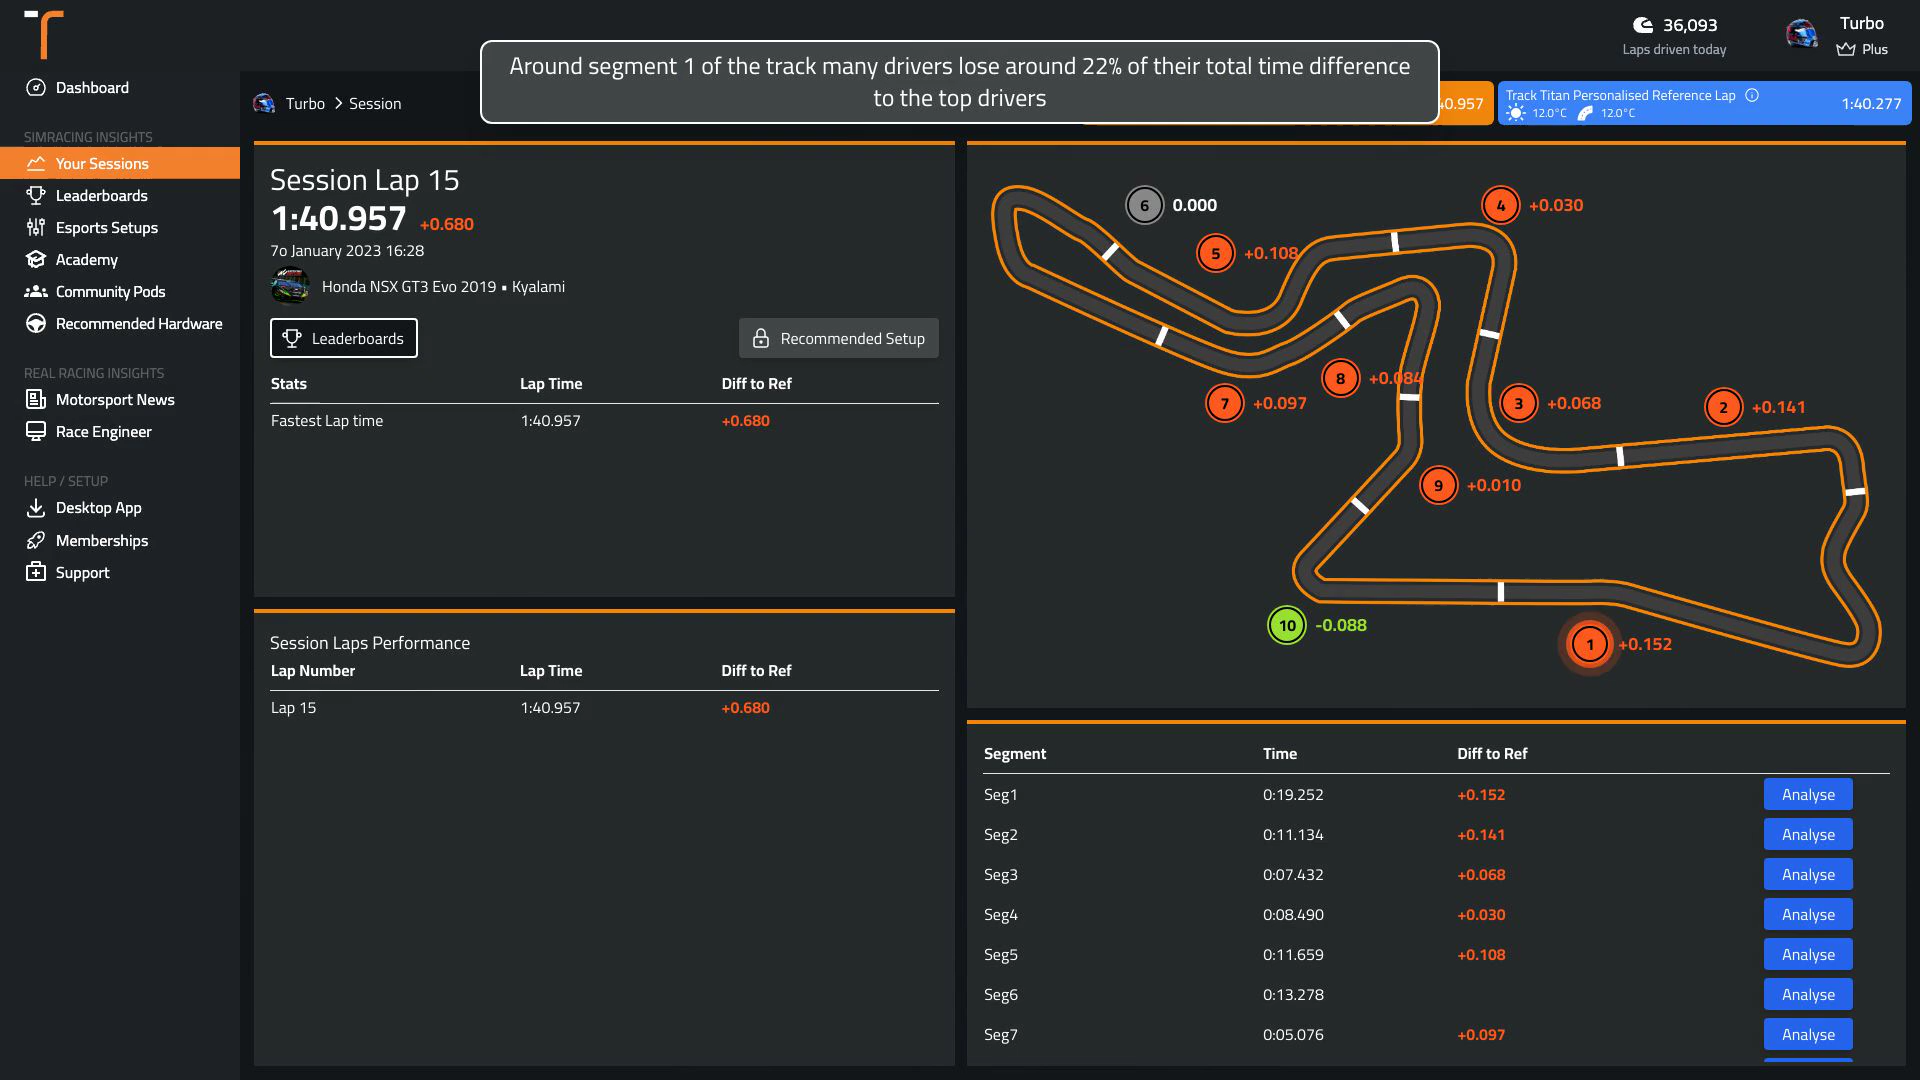 36,093
Laps driven today
Turbo
Plus
Around segment 1 of the track many drivers lose around 22% of their total time difference
to the top drivers
Dashboard
SIMRACING INSIGHTS
Your Sessions
Leaderboards
Esports Setups
Academy
Community Pods
Recommended Hardware
REAL RACING INSIGHTS
Motorsport News
Race Engineer
HELP / SETUP
Desktop App
Memberships
Support
Turbo > Session
0.957
Track Titan Personalised Reference Lap
12.0°C 12.0°C
1:40.277
Session Lap 15
1:40.957 +0.680
7o January 2023 16:28
Honda NSX GT3 Evo 2019 • Kyalami
Leaderboards
Recommended Setup
Stats Lap Time Diff to Ref
Fastest Lap time 1:40.957 +0.680
Session Laps Performance
Lap Number Lap Time Diff to Ref
Lap 15 1:40.957 +0.680
6 0.000
4 +0.030
5 +0.108
8 +0.084
7 +0.097
3 +0.068
2 +0.141
9 +0.010
10 -0.088
1 +0.152
Segment Time Diff to Ref
Seg1 0:19.252 +0.152 Analyse
Seg2 0:11.134 +0.141 Analyse
Seg3 0:07.432 +0.068 Analyse
Seg4 0:08.490 +0.030 Analyse
Seg5 0:11.659 +0.108 Analyse
Seg6 0:13.278 Analyse
Seg7 0:05.076 +0.097 Analyse